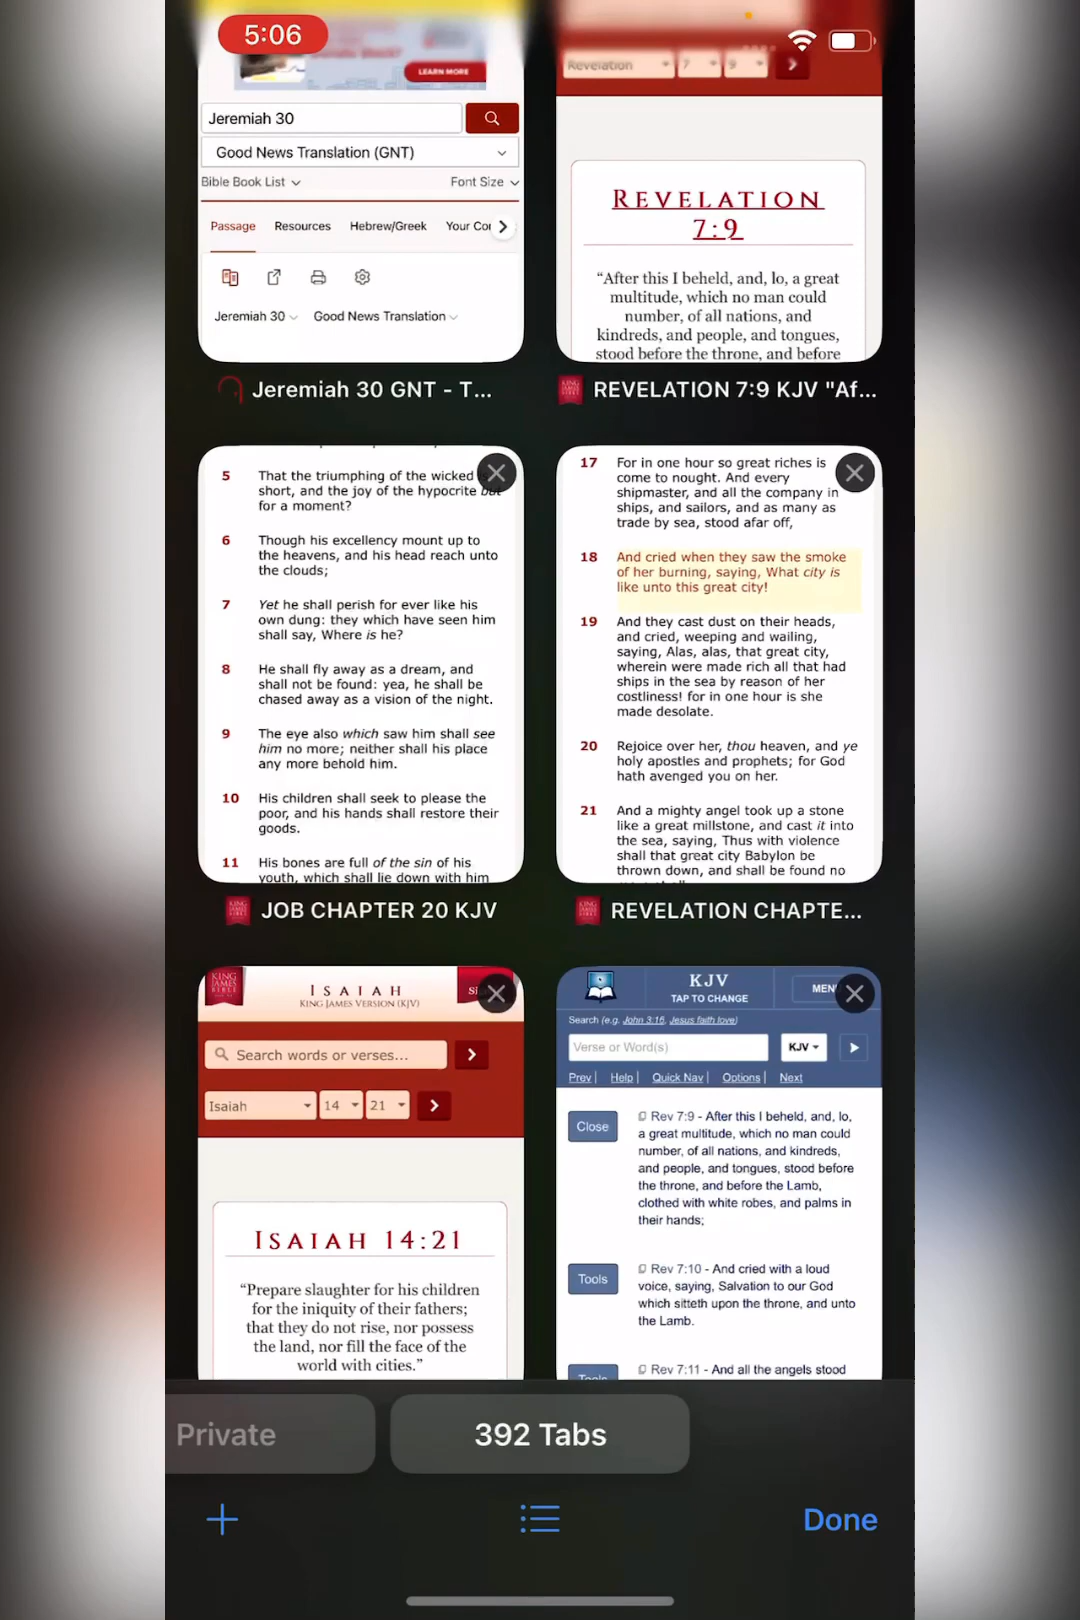 5:06
LEARN MORE
Jeremiah 30
Good News Translation (GNT)
Bible Book List
Font Size
Passage Resources Hebrew/Greek Your Co
Jeremiah 30 Good News Translation
Jeremiah 30 GNT - T...
Revelation 7 9
REVELATION
7:9
“After this I beheld, and, lo, a great
multitude, which no man could
number, of all nations, and
kindreds, and people, and tongues,
stood before the throne, and before
REVELATION 7:9 KJV "Af...
5 That the triumphing of the wicked
short, and the joy of the hypocrite but
for a moment?
6 Though his excellency mount up to
the heavens, and his head reach unto
the clouds;
7 Yet he shall perish for ever like his
own dung: they which have seen him
shall say, Where is he?
8 He shall fly away as a dream, and
shall not be found: yea, he shall be
chased away as a vision of the night.
9 The eye also which saw him shall see
him no more; neither shall his place
any more behold him.
10 His children shall seek to please the
poor, and his hands shall restore their
goods.
11 His bones are full of the sin of his
youth, which shall lie down with him
JOB CHAPTER 20 KJV
17 For in one hour so great riches is
come to nought. And every
shipmaster, and all the company in
ships, and sailors, and as many as
trade by sea, stood afar off,
18 And cried when they saw the smoke
of her burning, saying, What city is
like unto this great city!
19 And they cast dust on their heads,
and cried, weeping and wailing,
saying, Alas, alas, that great city,
wherein were made rich all that had
ships in the sea by reason of her
costliness! for in one hour is she
made desolate.
20 Rejoice over her, thou heaven, and ye
holy apostles and prophets; for God
hath avenged you on her.
21 And a mighty angel took up a stone
like a great millstone, and cast it into
the sea, saying, Thus with violence
shall that great city Babylon be
thrown down, and shall be found no
REVELATION CHAPTE...
KING
JAMES
BIBLE
ISAIAH
KING JAMES VERSION (KJV)
Search words or verses...
Isaiah 14 21
ISAIAH 14:21
“Prepare slaughter for his children
for the iniquity of their fathers;
that they do not rise, nor possess
the land, nor fill the face of the
world with cities.”
KJV
TAP TO CHANGE
MEN
Search (e.g. John 3:16, Jesus faith love)
Verse or Word(s)
KJV
Prev | Help | Quick Nav | Options | Next
Close
Rev 7:9 - After this I beheld, and, lo,
a great multitude, which no man could
number, of all nations, and kindreds,
and people, and tongues, stood before
the throne, and before the Lamb,
clothed with white robes, and palms in
their hands;
Tools
Rev 7:10 - And cried with a loud
voice, saying, Salvation to our God
which sitteth upon the throne, and unto
the Lamb.
Tools
Rev 7:11 - And all the angels stood
Private
392 Tabs
Done